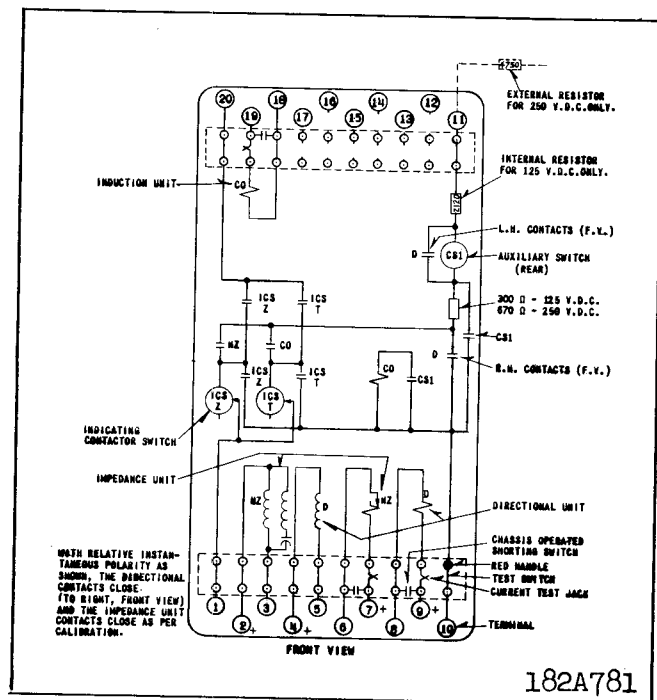 1750
EXTERNAL RESISTOR
FOR 250 V.D.C.ONLY.
20
19
18
17
16
15
14
13
12
11
INTERNAL RESISTOR
FOR 125 V.D.C.ONLY.
2120
INDUCTION UNIT
CO
L.H. CONTACTS (F.V.)
D
CS1
AUXILIARY SWITCH
(REAR)
ICS
Z
ICS
T
300 Ω - 125 V.D.C.
670 Ω - 250 V.D.C.
CS1
MZ
CO
D
R.H. CONTACTS (F.V.)
ICS
Z
ICS
T
CO
CS1
ICS
Z
ICS
T
INDICATING
CONTACTOR SWITCH
IMPEDANCE UNIT
MZ
D
MZ
D
DIRECTIONAL UNIT
CHASSIS OPERATED
SHORTING SWITCH
WITH RELATIVE INSTAN-
TANEOUS POLARITY AS
SHOWN, THE DIRECTIONAL
CONTACTS CLOSE
(TO RIGHT, FRONT VIEW)
AND THE IMPEDANCE UNIT
CONTACTS CLOSE AS PER
CALIBRATION.
RED HANDLE
TEST SWITCH
CURRENT TEST JACK
1
2+
3
4+
5
6
7+
8
9+
10
TERMINAL
FRONT VIEW
182A781